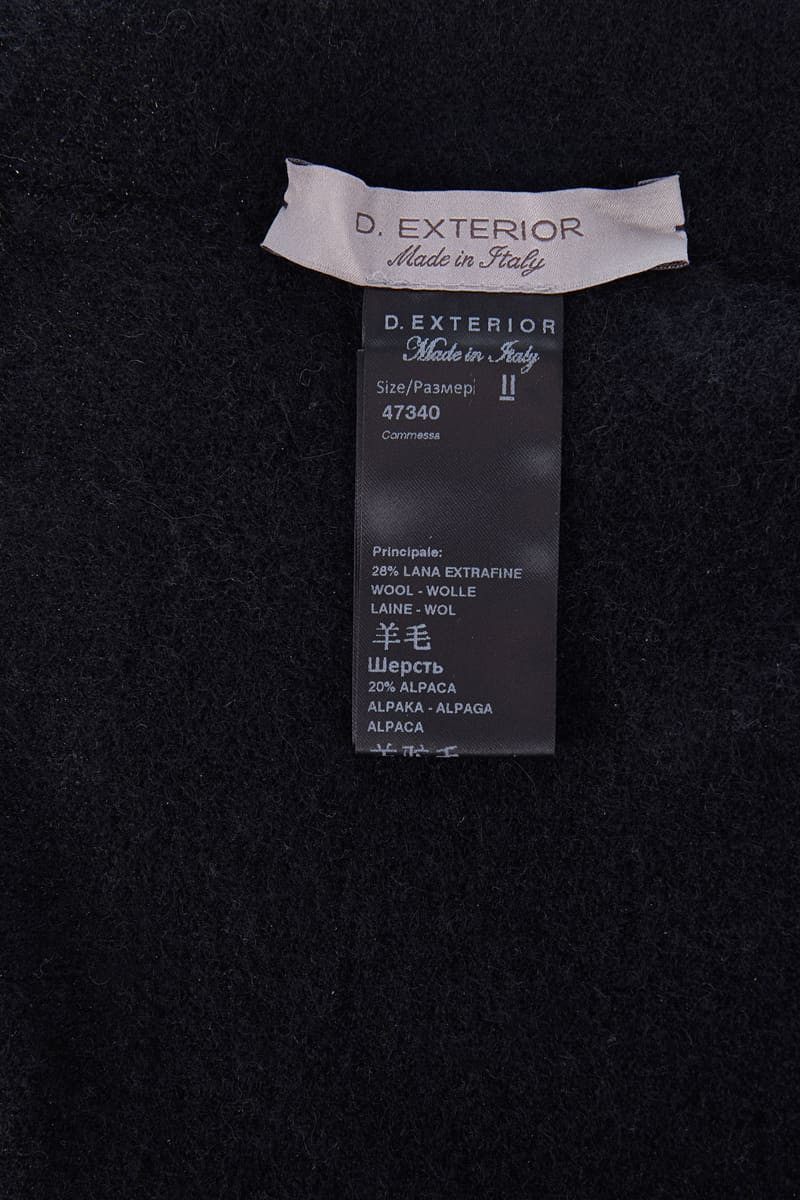 D. EXTERIOR
Made in Italy
D. EXTERIOR
Made in Italy
Size/Размер II
47340
Commessa
Principale:
28% LANA EXTRAFINE
WOOL - WOLLE
LAINE - WOL
羊毛
Шерсть
20% ALPACA
ALPAKA - ALPAGA
ALPACA